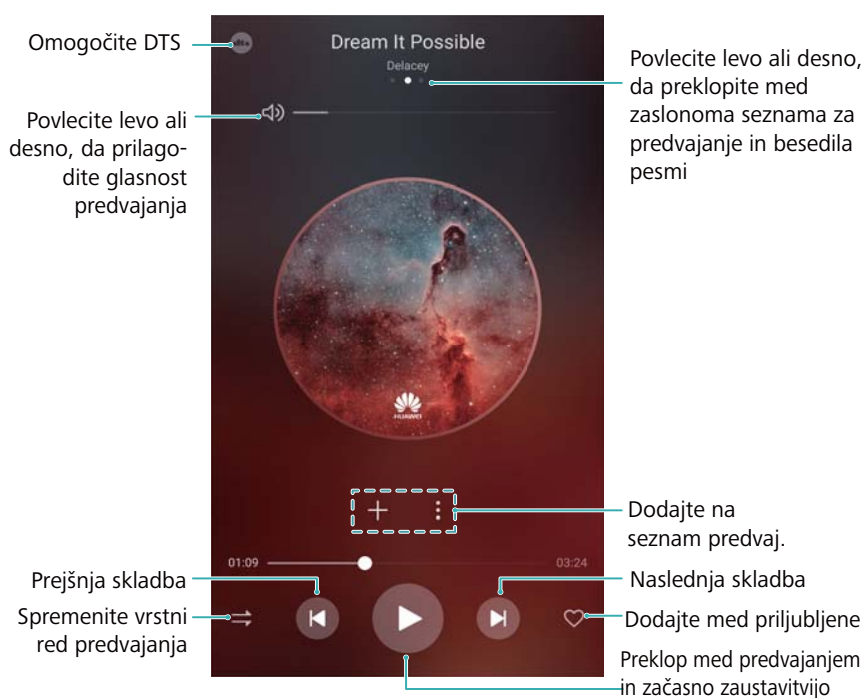 Omogočite DTS
dts
Dream It Possible
Delacey
Povlecite levo ali desno,
da preklopite med
zaslonoma seznama za
predvajanje in besedila
pesmi
Povlecite levo ali
desno, da prilago-
dite glasnost
predvajanja
HUAWEI
Dodajte na
seznam predvaj.
01:09
03:24
Prejšnja skladba
Naslednja skladba
Spremenite vrstni
red predvajanja
Dodajte med priljubljene
Preklop med predvajanjem
in začasno zaustavitvijo